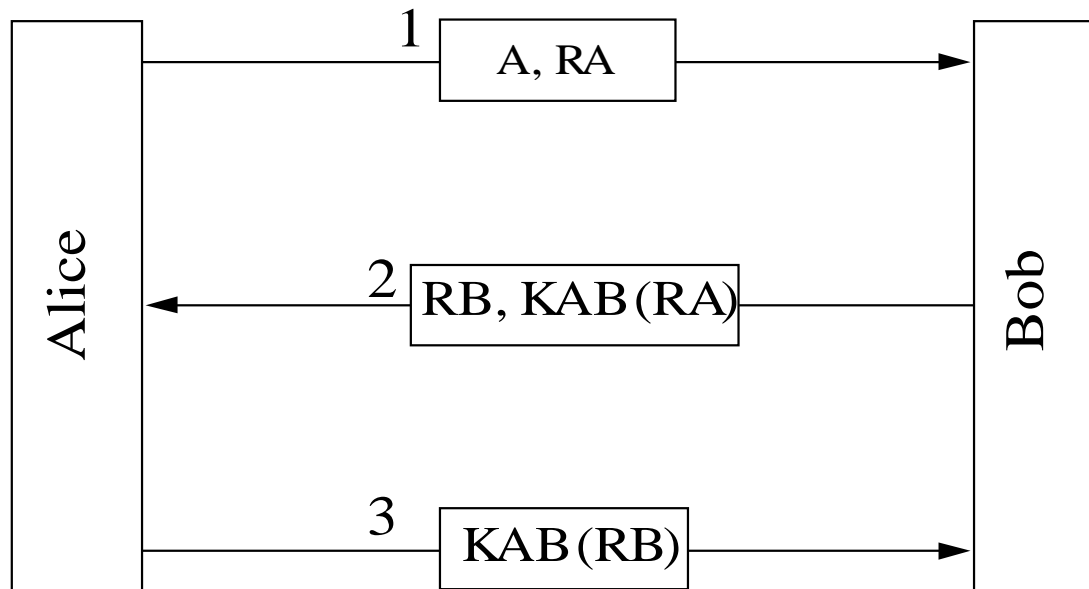 Alice
Bob
1
A, RA
2
RB, KAB(RA)
3
KAB(RB)